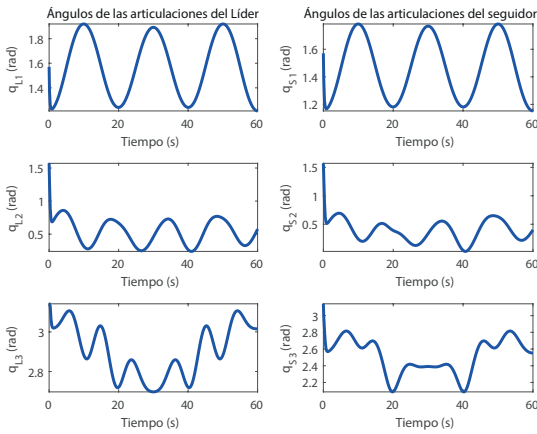 Ángulos de las articulaciones del Líder
1.8
1.6
1.4
q_L1 (rad)
0 20 40 60
Tiempo (s)
Ángulos de las articulaciones del seguidor
1.6
1.4
1.2
q_S1 (rad)
0 20 40 60
Tiempo (s)
1.5
1
0.5
q_L2 (rad)
0 20 40 60
Tiempo (s)
1.5
1
0.5
q_S2 (rad)
0 20 40 60
Tiempo (s)
3
2.8
q_L3 (rad)
0 20 40 60
Tiempo (s)
3
2.8
2.6
2.4
2.2
q_S3 (rad)
0 20 40 60
Tiempo (s)